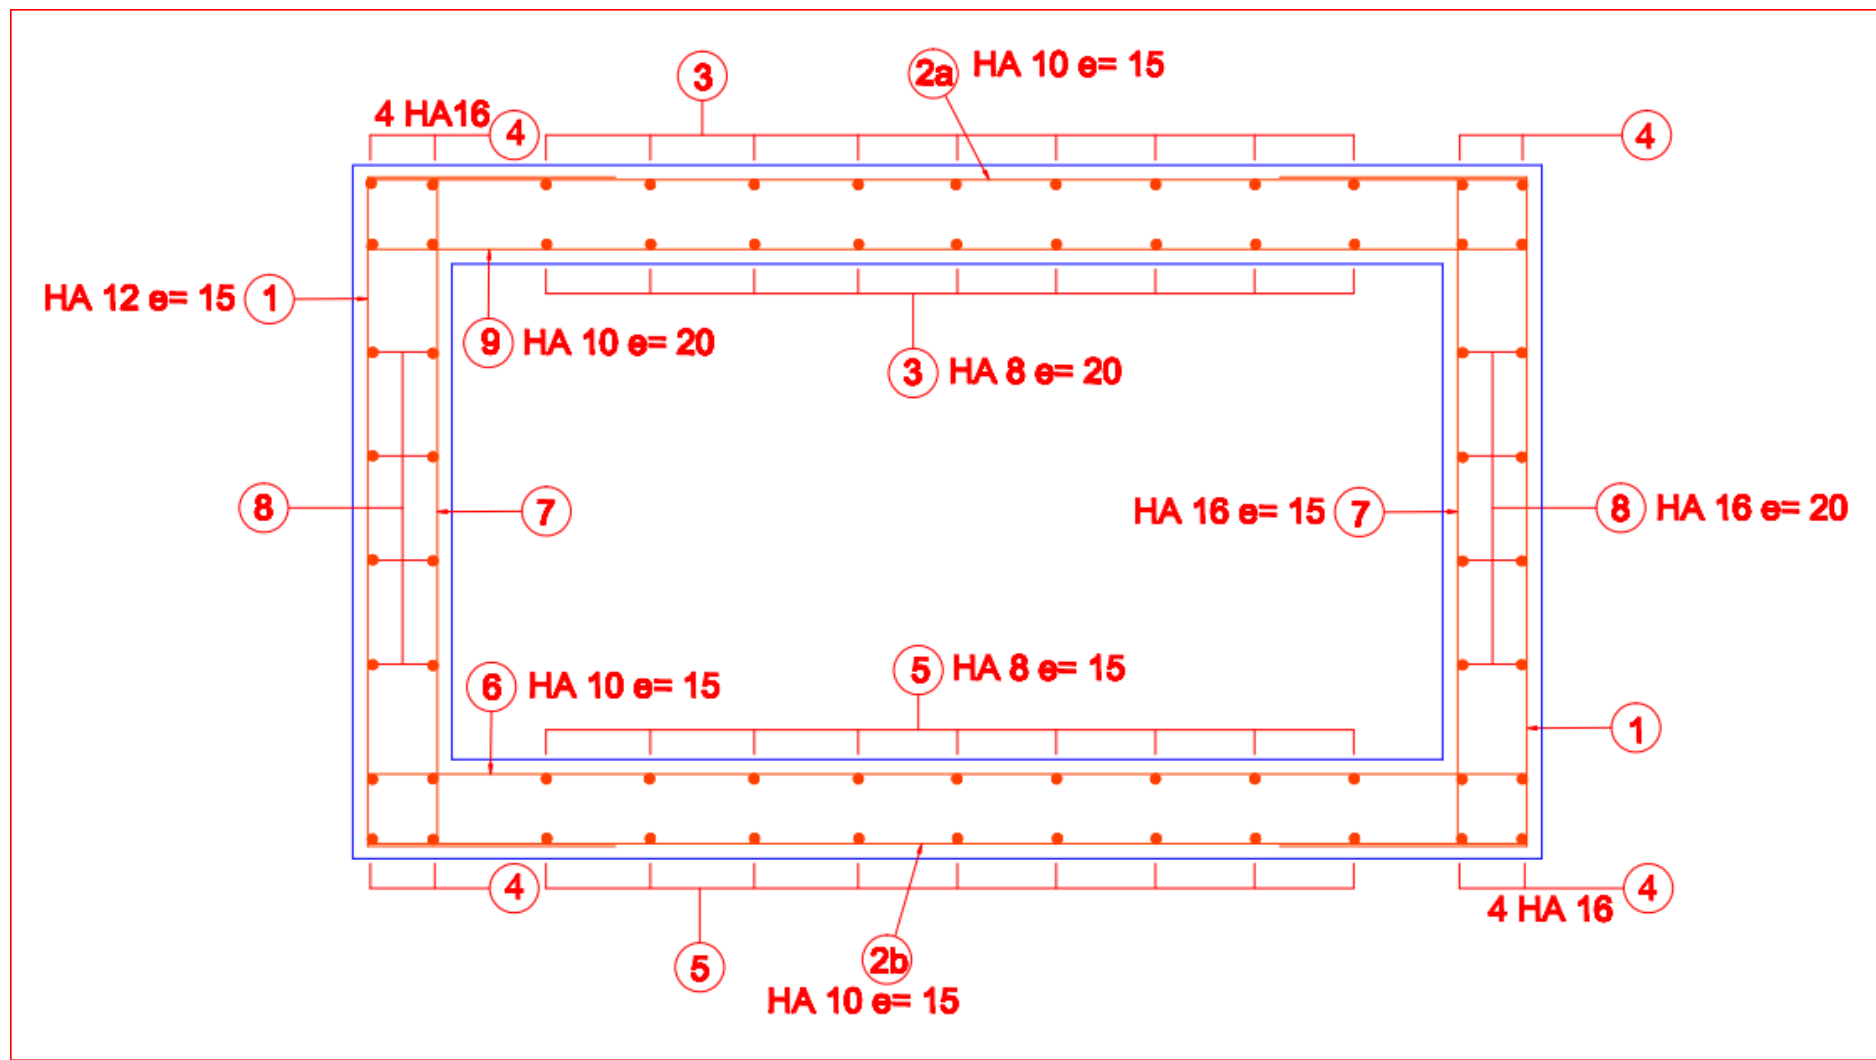 3
2a HA 10 e= 15
4 HA16 4
4
HA 12 e= 15 1
9 HA 10 e= 20
3 HA 8 e= 20
8
7
HA 16 e= 15 7
8 HA 16 e= 20
5 HA 8 e= 15
6 HA 10 e= 15
1
4
4
4 HA 16
5
2b
HA 10 e= 15